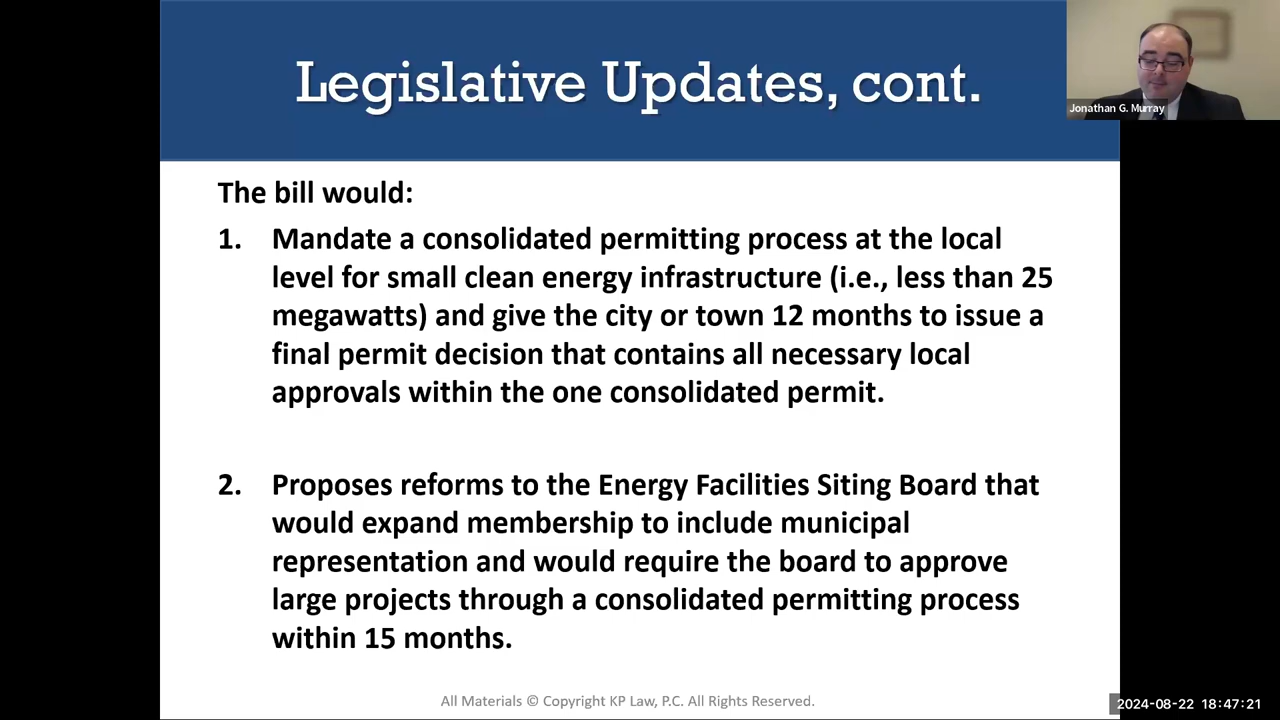 Legislative Updates, cont.
Jonathan G. Murray
The bill would:
1. Mandate a consolidated permitting process at the local
level for small clean energy infrastructure (i.e., less than 25
megawatts) and give the city or town 12 months to issue a
final permit decision that contains all necessary local
approvals within the one consolidated permit.
2. Proposes reforms to the Energy Facilities Siting Board that
would expand membership to include municipal
representation and would require the board to approve
large projects through a consolidated permitting process
within 15 months.
All Materials © Copyright KP Law, P.C. All Rights Reserved.
2024-08-22 18:47:21